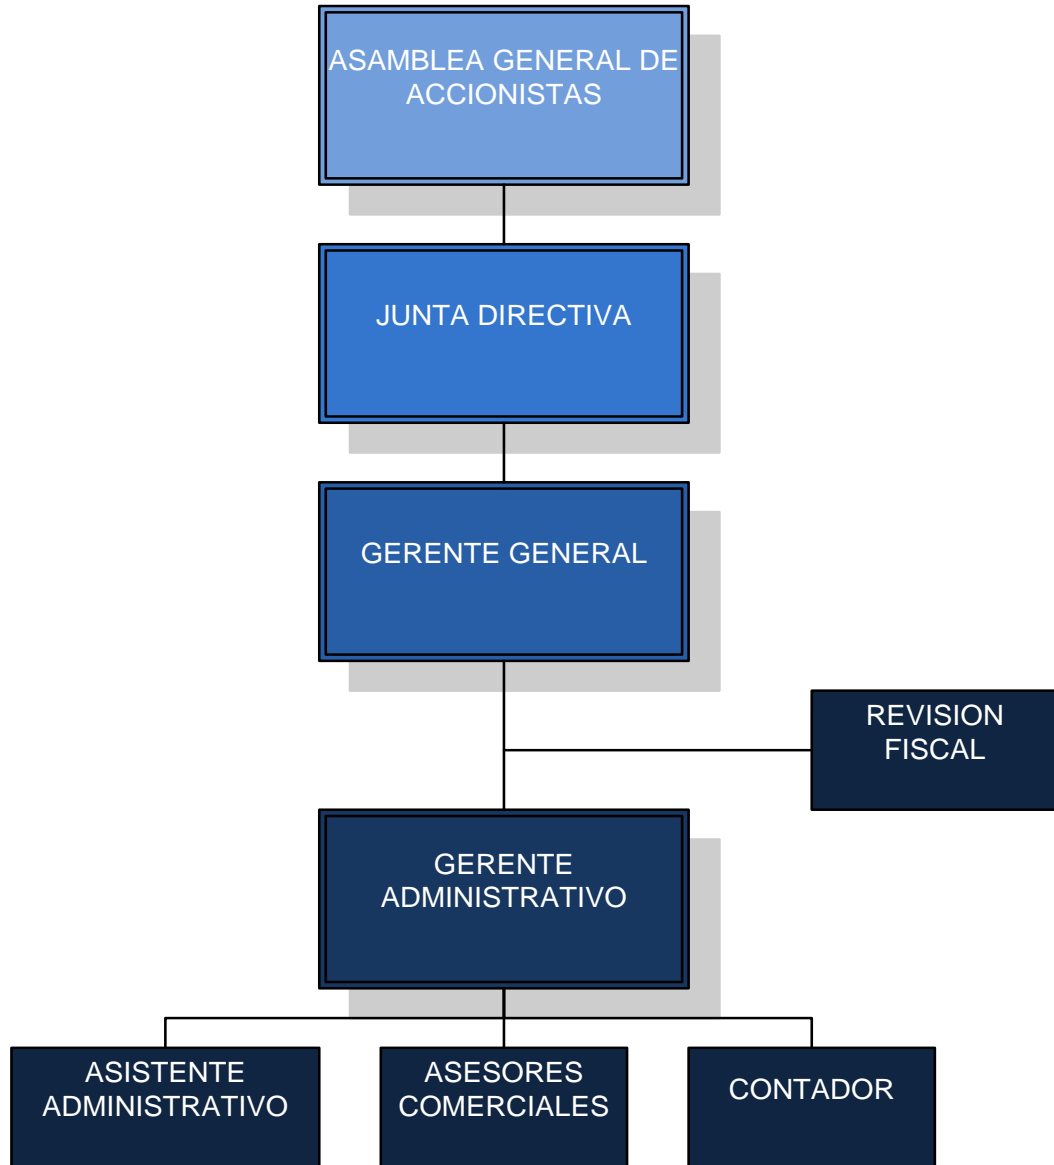 ASAMBLEA GENERAL DE
ACCIONISTAS
JUNTA DIRECTIVA
GERENTE GENERAL
REVISION
FISCAL
GERENTE
ADMINISTRATIVO
ASISTENTE
ADMINISTRATIVO
ASESORES
COMERCIALES
CONTADOR